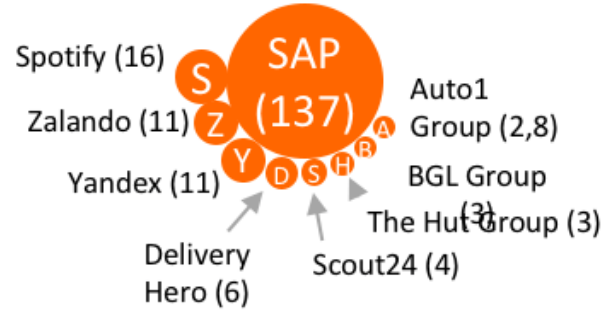 SAP
(137)
Spotify (16)
S
Zalando (11)
Z
Yandex (11)
Y
Delivery
Hero (6)
D
Scout24 (4)
S
The Hut Group (3)
H
BGL Group
(3)
B
Auto1
Group (2,8)
A